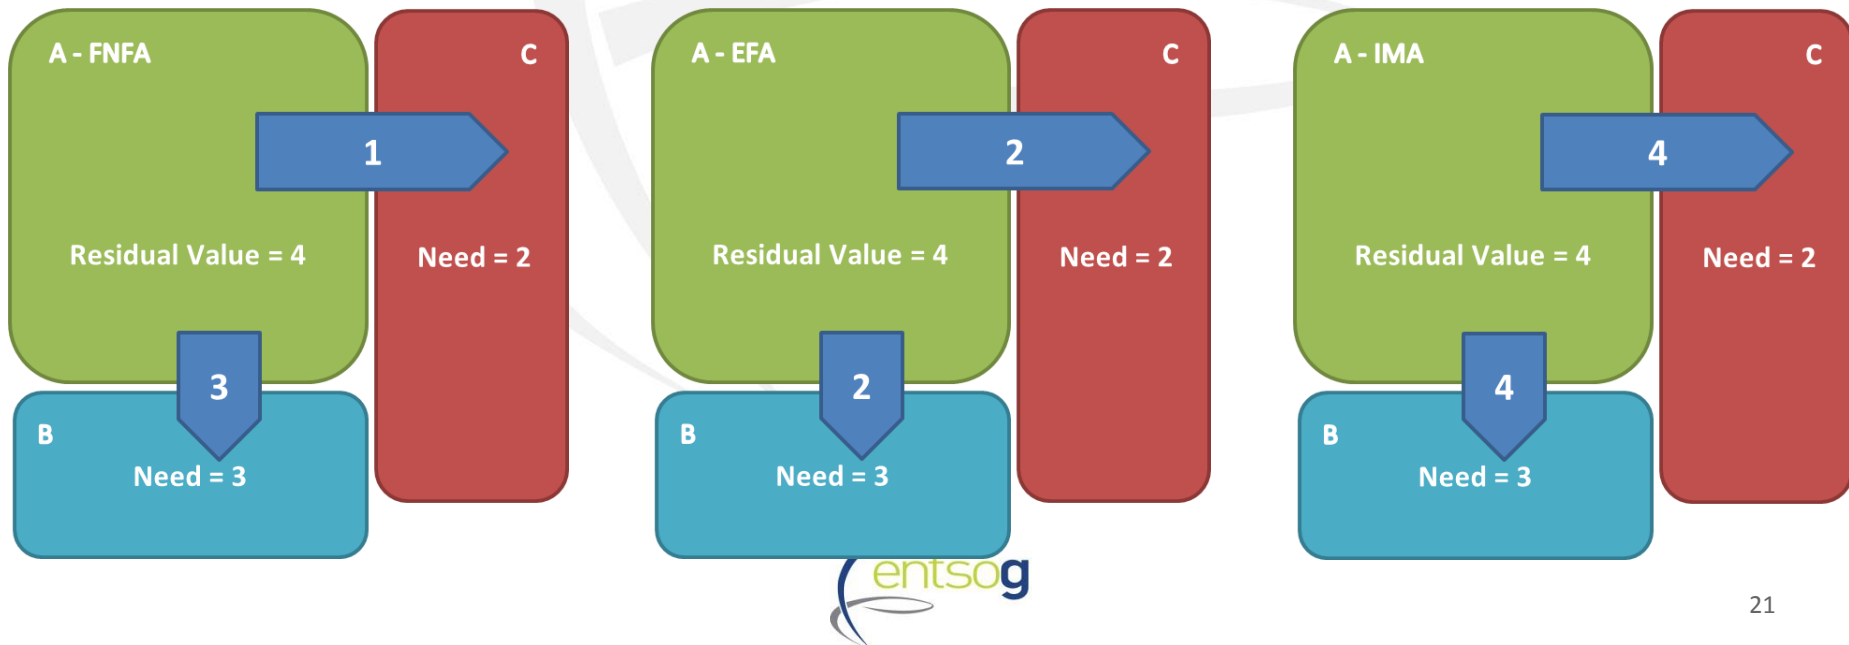 A - FNFA
C
1
Residual Value = 4
Need = 2
3
B
Need = 3
A - EFA
C
2
Residual Value = 4
Need = 2
2
B
Need = 3
A - IMA
C
4
Residual Value = 4
Need = 2
4
B
Need = 3
entsog
21